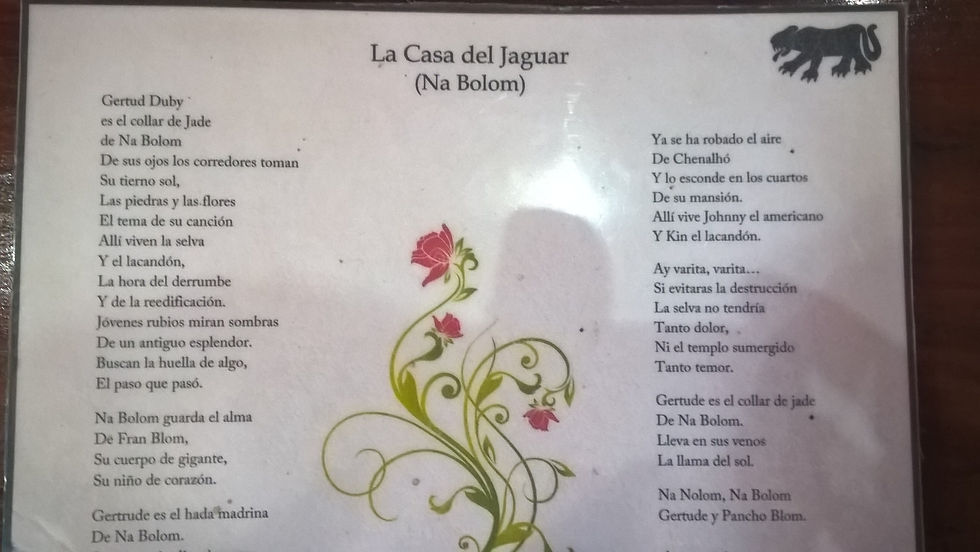 La Casa del Jaguar
(Na Bolom)
Gertud Duby
es el collar de Jade
de Na Bolom
De sus ojos los corredores toman
Su tierno sol,
Las piedras y las flores
El tema de su canción
Allí viven la selva
Y el lacandón,
La hora del derrumbe
Y de la reedificación.
Jóvenes rubios miran sombras
De un antiguo esplendor.
Buscan la huella de algo,
El paso que pasó.
Na Bolom guarda el alma
De Fran Blom,
Su cuerpo de gigante,
Su niño de corazón.
Gertrude es el hada madrina
De Na Bolom.
Ya se ha robado el aire
De Chenalhó
Y lo esconde en los cuartos
De su mansión.
Allí vive Johnny el americano
Y Kin el lacandón.
Ay varita, varita...
Si evitaras la destrucción
La selva no tendría
Tanto dolor,
Ni el templo sumergido
Tanto temor.
Gertude es el collar de jade
De Na Bolom.
Lleva en sus venos
La llama del sol.
Na Nolom, Na Bolom
Gertude y Pancho Blom.